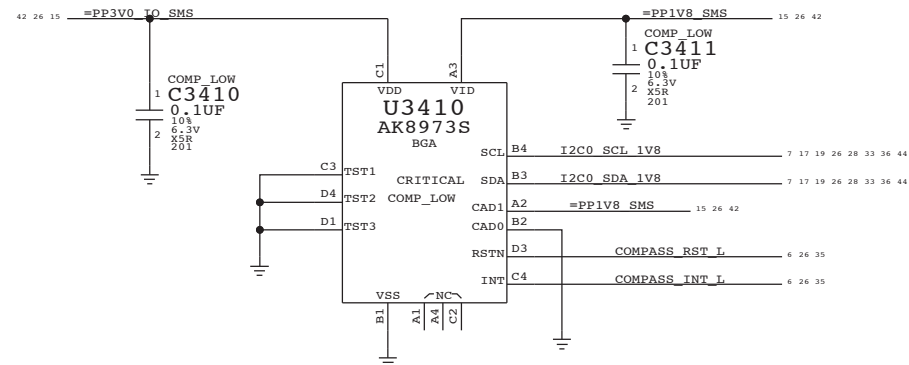 42 26 15 =PP3V0_IO_SMS
=PP1V8_SMS 15 26 42
COMP_LOW
1 C3411
0.1UF
10%
6.3V
2 X5R
201
COMP_LOW
1 C3410
0.1UF
10%
6.3V
2 X5R
201
C1 A3
VDD VID
U3410
AK8973S
BGA
SCL B4 I2C0_SCL_1V8 7 17 19 26 28 33 36 44
C3 TST1
CRITICAL
SDA B3 I2C0_SDA_1V8 7 17 19 26 28 33 36 44
D4 TST2
COMP_LOW
CAD1 A2 =PP1V8_SMS 15 26 42
D1 TST3
CAD0 B2
RSTN D3 COMPASS_RST_L 6 26 35
INT C4 COMPASS_INT_L 6 26 35
VSS NC
B1 A1 A4 C2